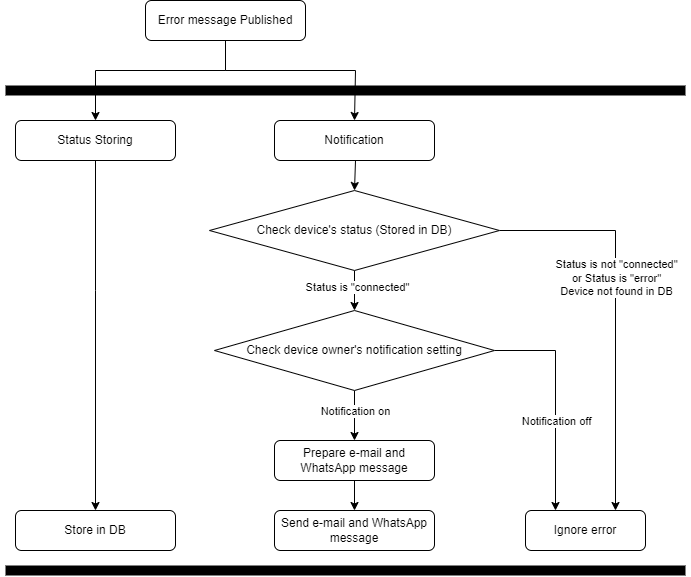 Error message Published
Status Storing
Notification
Check device's status (Stored in DB)
Status is not "connected"
or Status is "error"
Device not found in DB
Status is "connected"
Check device owner's notification setting
Notification on
Notification off
Prepare e-mail and
WhatsApp message
Store in DB
Send e-mail and WhatsApp
message
Ignore error